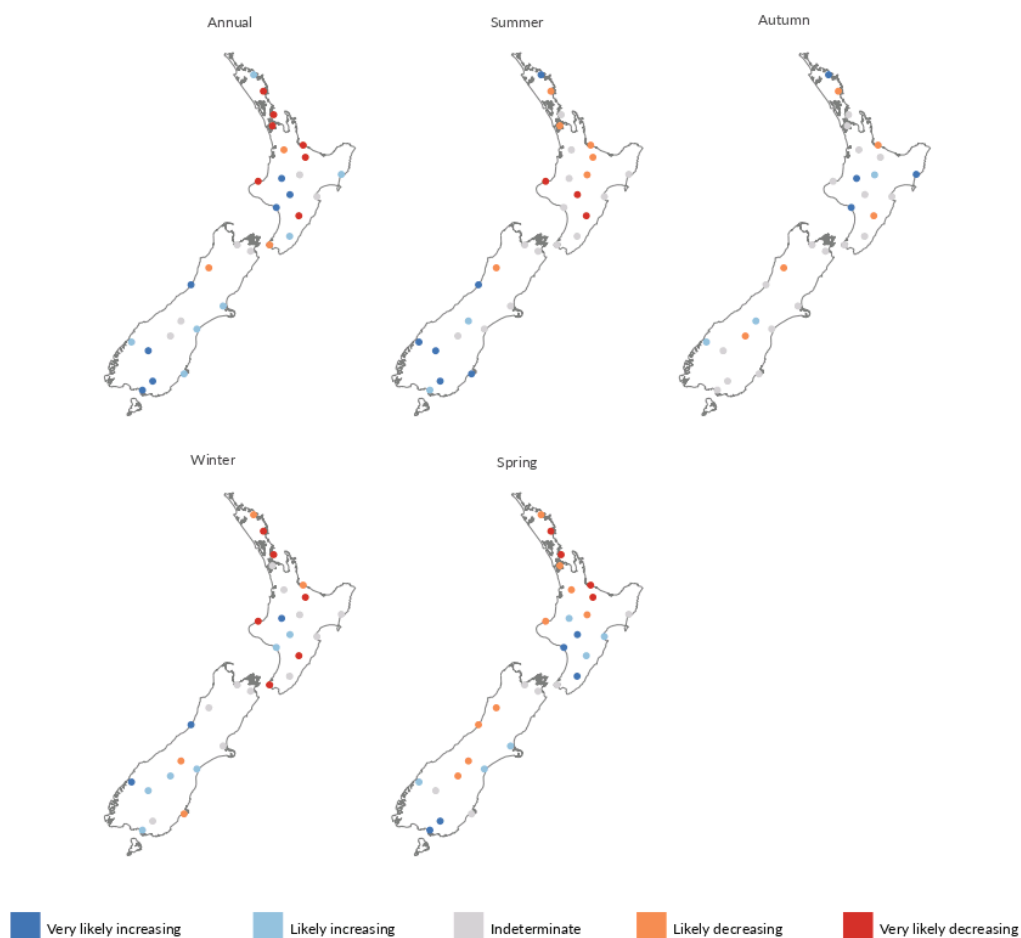 Annual
Summer
Autumn
Winter
Spring
Very likely increasing
Likely increasing
Indeterminate
Likely decreasing
Very likely decreasing